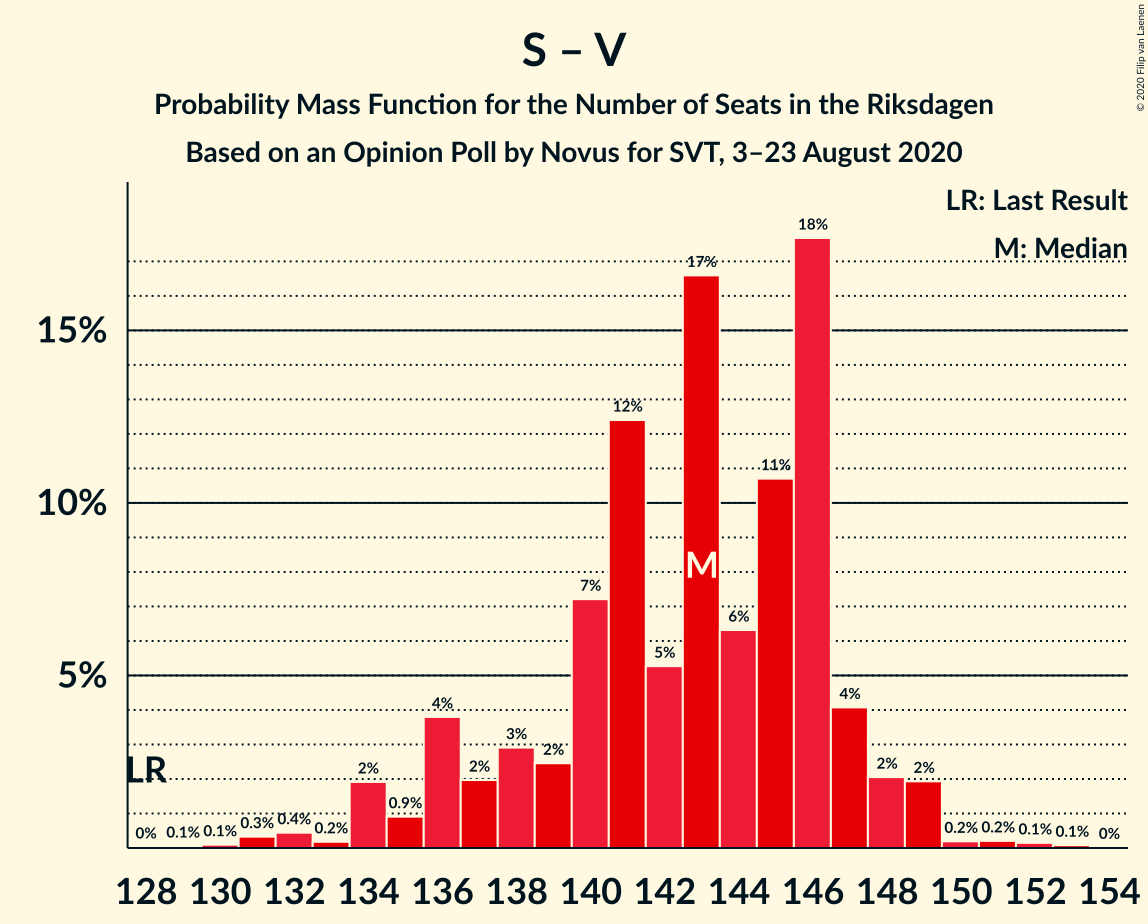 S – V
Probability Mass Function for the Number of Seats in the Riksdagen
Based on an Opinion Poll by Novus for SVT, 3–23 August 2020
© 2020 Filip van Laenen
LR: Last Result
M: Median
15%
10%
5%
LR
M
0% 0.1% 0.1% 0.3% 0.4% 0.2% 2% 0.9% 4% 2% 3% 2% 7% 12% 5% 17% 6% 11% 18% 4% 2% 2% 0.2% 0.2% 0.1% 0.1% 0%
128 130 132 134 136 138 140 142 144 146 148 150 152 154